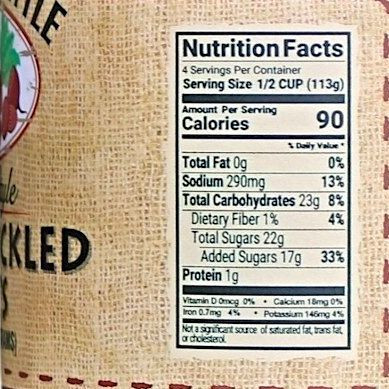 Nutrition Facts
4 Servings Per Container
Serving Size 1/2 CUP (113g)
Amount Per Serving
Calories 90
% Daily Value *
Total Fat 0g 0%
Sodium 290mg 13%
Total Carbohydrates 23g 8%
Dietary Fiber 1% 4%
Total Sugars 22g
Added Sugars 17g 33%
Protein 1g
Vitamin D 0mcg 0% • Calcium 18mg 0%
Iron 0.7mg 4% • Potassium 146mg 4%
Not a significant source of saturated fat, trans fat,
or cholesterol.
CKLED
S